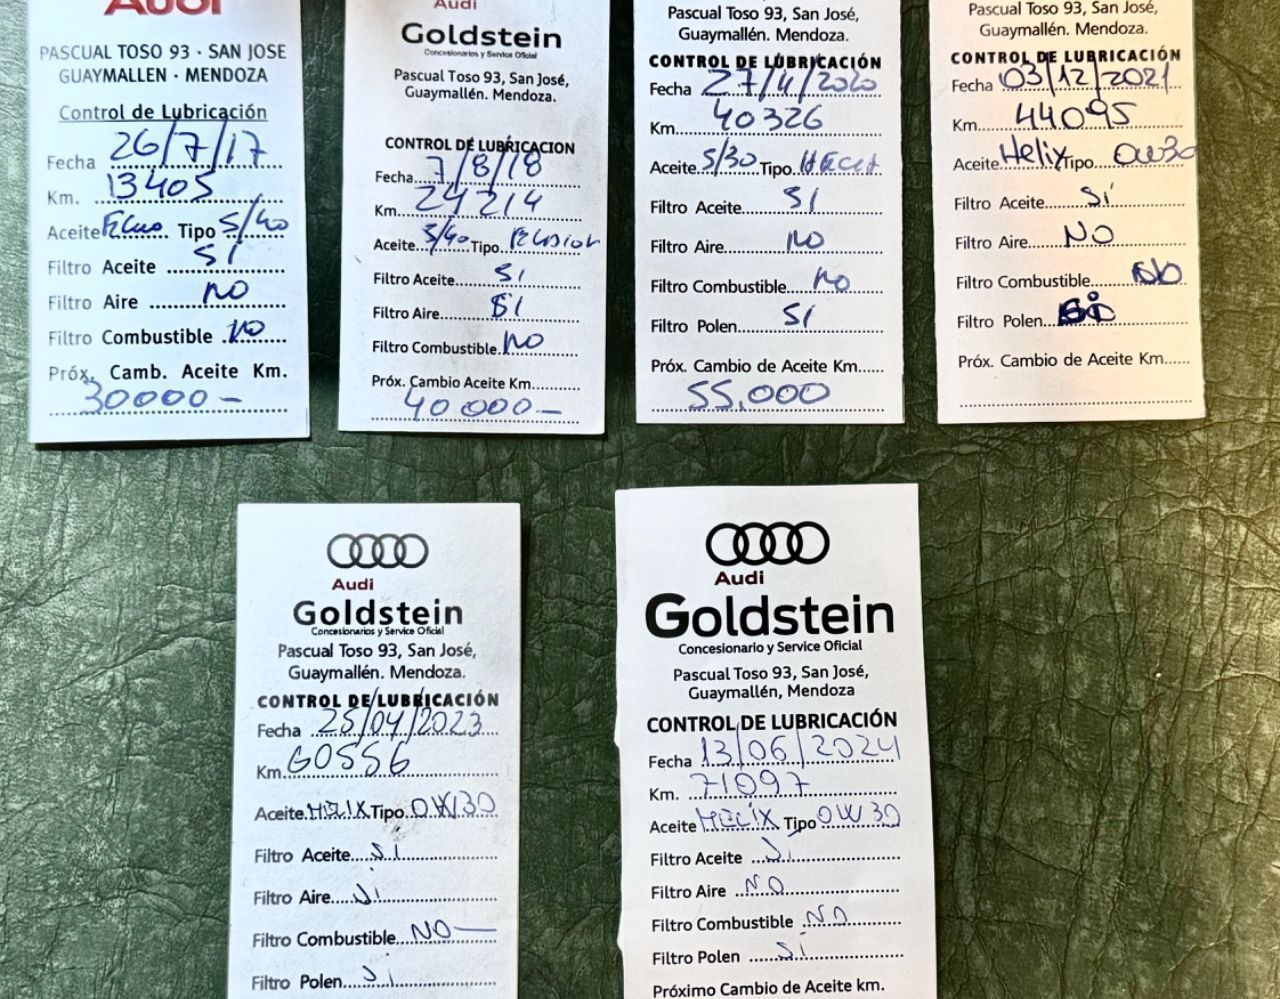 Audi
PASCUAL TOSO 93 · SAN JOSE
GUAYMALLEN · MENDOZA
Control de Lubricación
Fecha 26/7/17
Km. 13405
Aceite Tipo 5/40
Filtro Aceite SI
Filtro Aire NO
Filtro Combustible NO
Próx. Camb. Aceite Km.
30000-
Audi
Goldstein
Concesionarios y Service Oficial
Pascual Toso 93, San José,
Guaymallén. Mendoza.
CONTROL DE LUBRICACION
Fecha 7/8/18
Km. 24214
Aceite 5/40 Tipo
Filtro Aceite SI
Filtro Aire SI
Filtro Combustible NO
Próx. Cambio Aceite Km.
40000-
Pascual Toso 93, San José,
Guaymallén. Mendoza.
CONTROL DE LUBRICACIÓN
Fecha 27/4/2020
Km. 40326
Aceite 5/30 Tipo
Filtro Aceite SI
Filtro Aire NO
Filtro Combustible NO
Filtro Polen SI
Próx. Cambio de Aceite Km.
55.000
Pascual Toso 93, San José,
Guaymallén. Mendoza.
CONTROL DE LUBRICACIÓN
Fecha 03/12/2021
Km. 44095
Aceite Helix Tipo 0W30
Filtro Aceite Si
Filtro Aire NO
Filtro Combustible NO
Filtro Polen
Próx. Cambio de Aceite Km.
Audi
Goldstein
Concesionarios y Service Oficial
Pascual Toso 93, San José,
Guaymallén. Mendoza.
CONTROL DE LUBRICACIÓN
Fecha 25/04/2023
Km. 60556
Aceite HELIX Tipo 0W30
Filtro Aceite Si
Filtro Aire Si
Filtro Combustible NO-
Filtro Polen Si
Audi
Goldstein
Concesionario y Service Oficial
Pascual Toso 93, San José,
Guaymallén, Mendoza
CONTROL DE LUBRICACIÓN
Fecha 13/06/2024
Km. 71097
Aceite HELIX Tipo 0W30
Filtro Aceite Si
Filtro Aire NO
Filtro Combustible NO
Filtro Polen Si
Próximo Cambio de Aceite km.